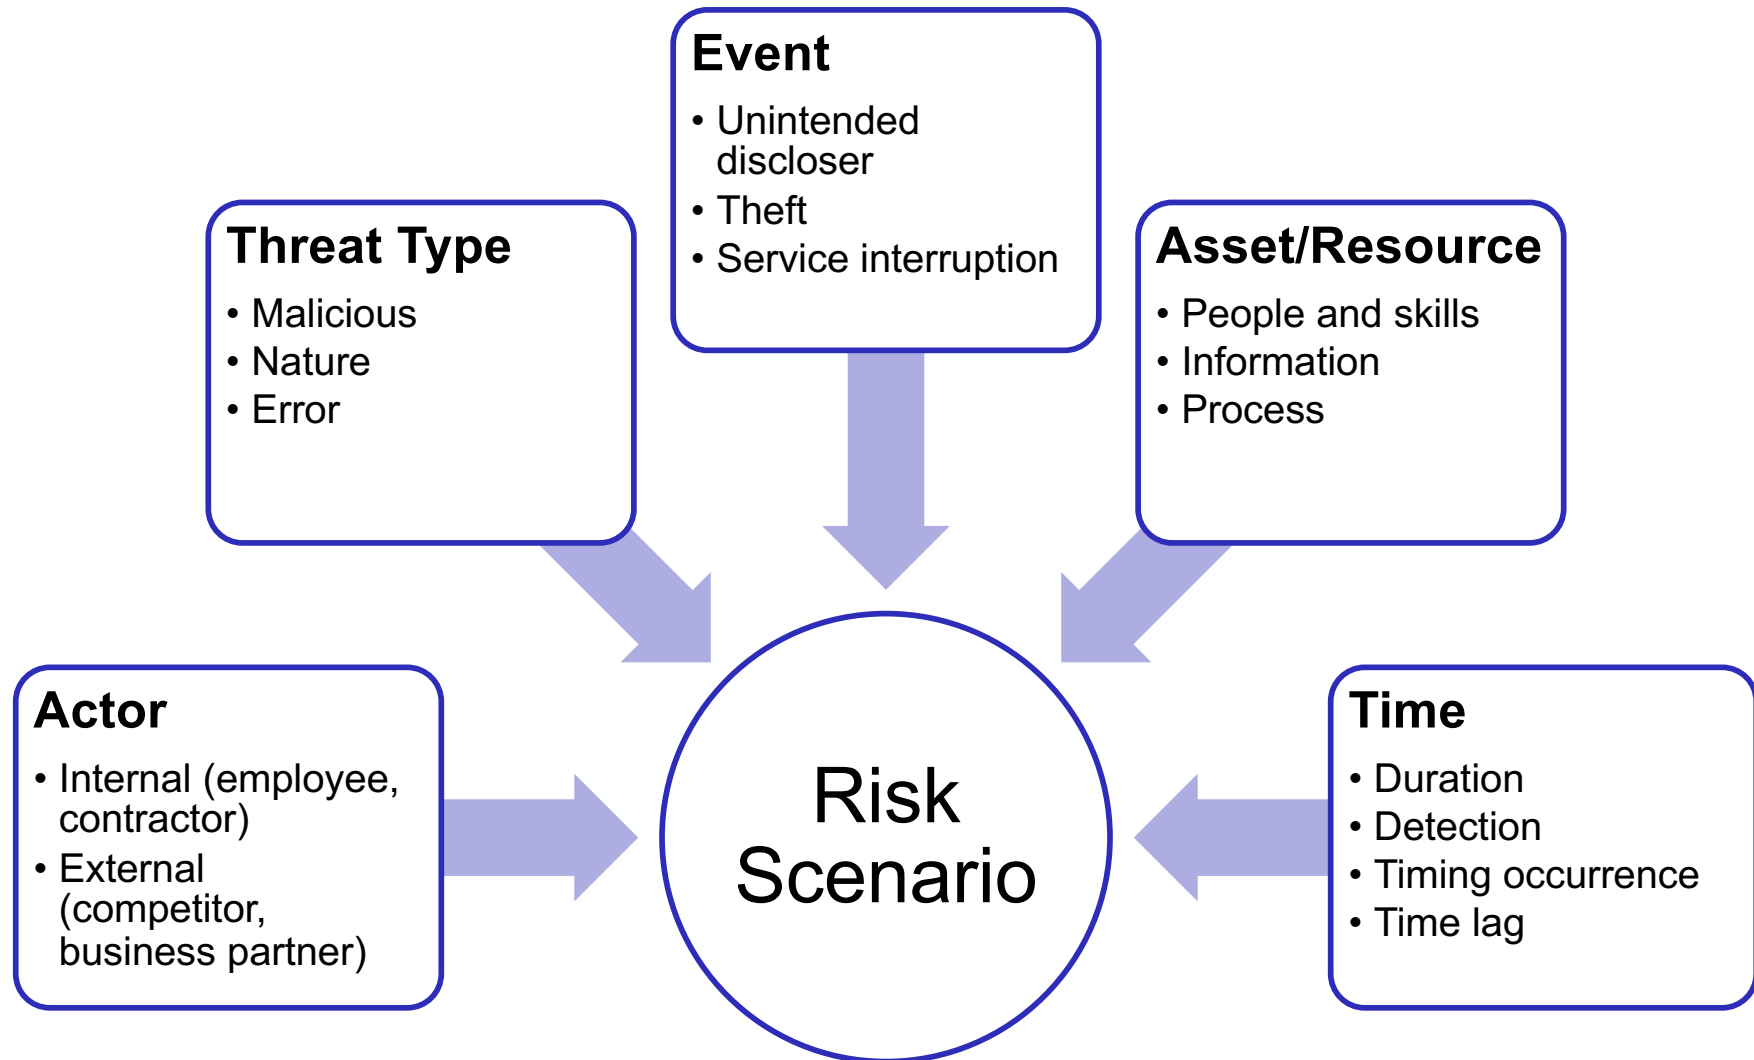 Event
• Unintended
discloser
• Theft
• Service interruption
Threat Type
• Malicious
• Nature
• Error
Asset/Resource
• People and skills
• Information
• Process
Actor
• Internal (employee,
contractor)
• External
(competitor,
business partner)
Risk
Scenario
Time
• Duration
• Detection
• Timing occurrence
• Time lag